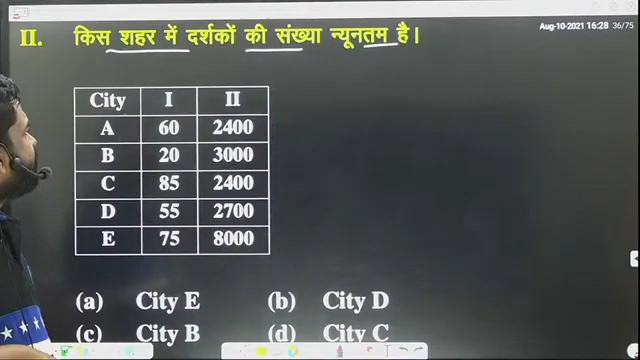 Aug-10-2021 16:28 36/75
II. किस शहर में दर्शकों की संख्या न्यूनतम है।
City I II
A 60 2400
B 20 3000
C 85 2400
D 55 2700
E 75 8000
(a) City E (b) City D
(c) City B (d) City C